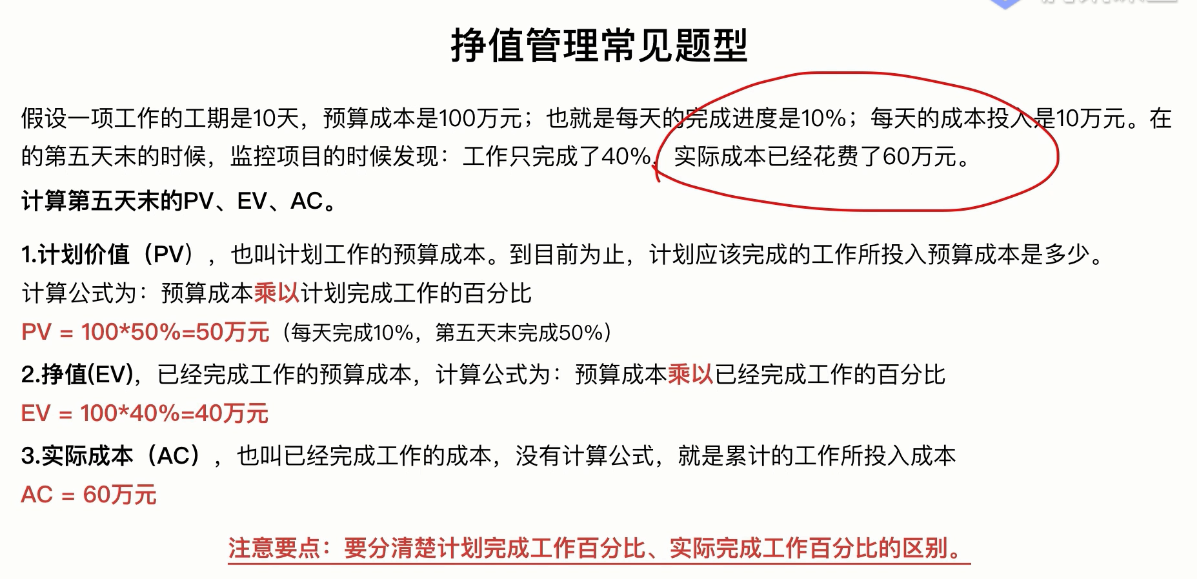 挣值管理常见题型
假设一项工作的工期是10天，预算成本是100万元；也就是每天的完成进度是10%；每天的成本投入是10万元。在
的第五天末的时候，监控项目的时候发现：工作只完成了40%，实际成本已经花费了60万元。
计算第五天末的PV、EV、AC。
1.计划价值（PV），也叫计划工作的预算成本。到目前为止，计划应该完成的工作所投入预算成本是多少。
计算公式为：预算成本乘以计划完成工作的百分比
PV = 100*50%=50万元（每天完成10%，第五天末完成50%）
2.挣值(EV)，已经完成工作的预算成本，计算公式为：预算成本乘以已经完成工作的百分比
EV = 100*40%=40万元
3.实际成本（AC），也叫已经完成工作的成本，没有计算公式，就是累计的工作所投入成本
AC = 60万元
注意要点：要分清楚计划完成工作百分比、实际完成工作百分比的区别。